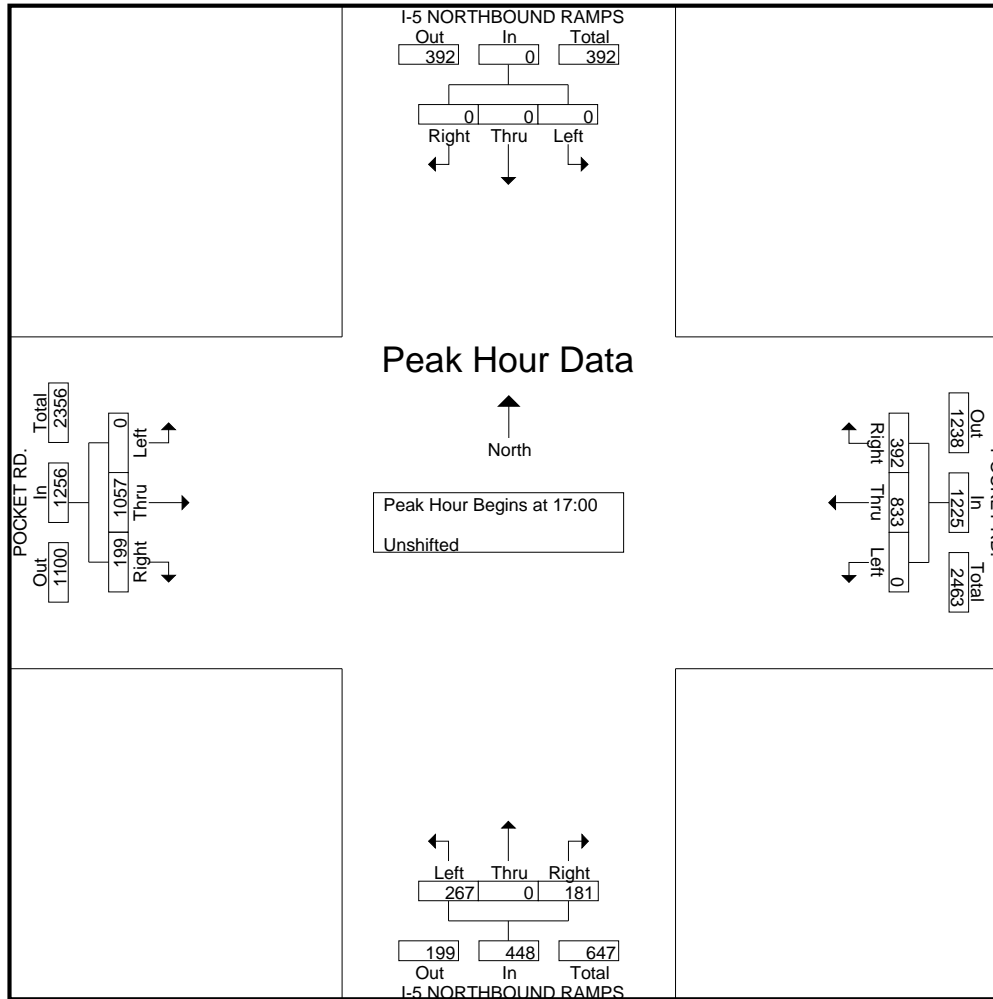 I-5 NORTHBOUND RAMPS
Out In Total
392 0 392
0 0 0
Right Thru Left
Peak Hour Data
North
Peak Hour Begins at 17:00
Unshifted
POCKET RD.
Out In Total
1100 1256 2356
199 1057 0
Right Thru Left
Out In Total
1238 1225 2463
392 833 0
Right Thru Left
Left Thru Right
267 0 181
199 448 647
Out In Total
I-5 NORTHBOUND RAMPS